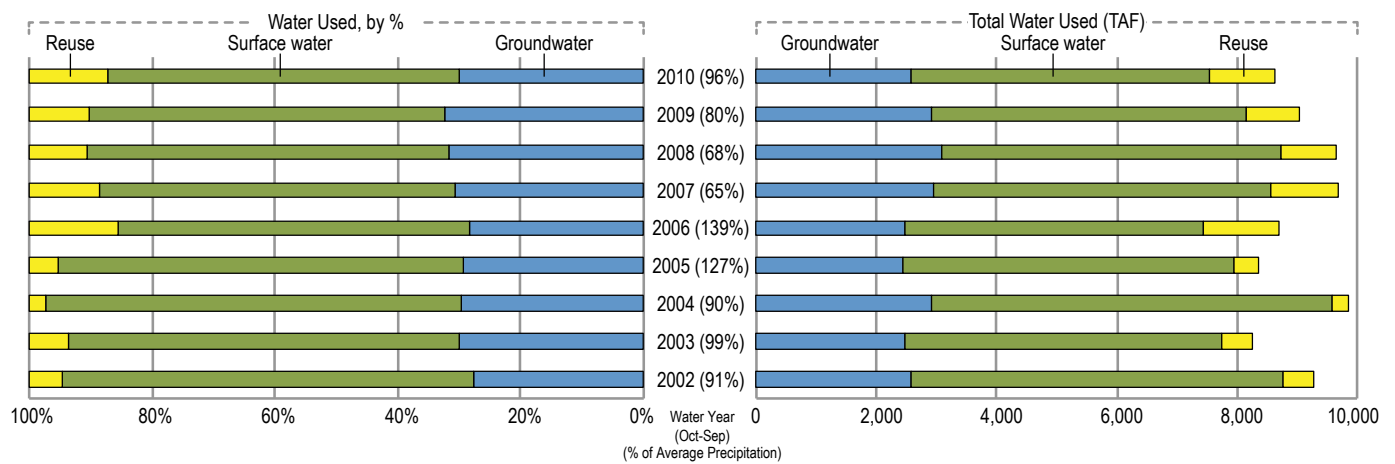 Water Used, by %
Reuse Surface water Groundwater
Total Water Used (TAF)
Groundwater Surface water Reuse
2010 (96%)
2009 (80%)
2008 (68%)
2007 (65%)
2006 (139%)
2005 (127%)
2004 (90%)
2003 (99%)
2002 (91%)
100% 80% 60% 40% 20% 0%
Water Year
(Oct-Sep)
(% of Average Precipitation)
0 2,000 4,000 6,000 8,000 10,000